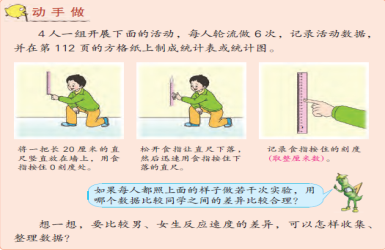 动手做
4人一组开展下面的活动，每人轮流做6次，记录活动数据，
并在第112页的方格纸上制成统计表或统计图。
将一把长20厘米的直
尺竖直放在墙上，用食
指按住0刻度处。
松开食指让直尺下落，
然后迅速用食指按住下
落的直尺。
记录食指按住的刻度
（取整厘米数）。
如果每人都照上面的样子做若干次实验，用
哪个数据比较同学之间的差异比较合理？
想一想，要比较男、女生反应速度的差异，可以怎样收集、
整理数据？